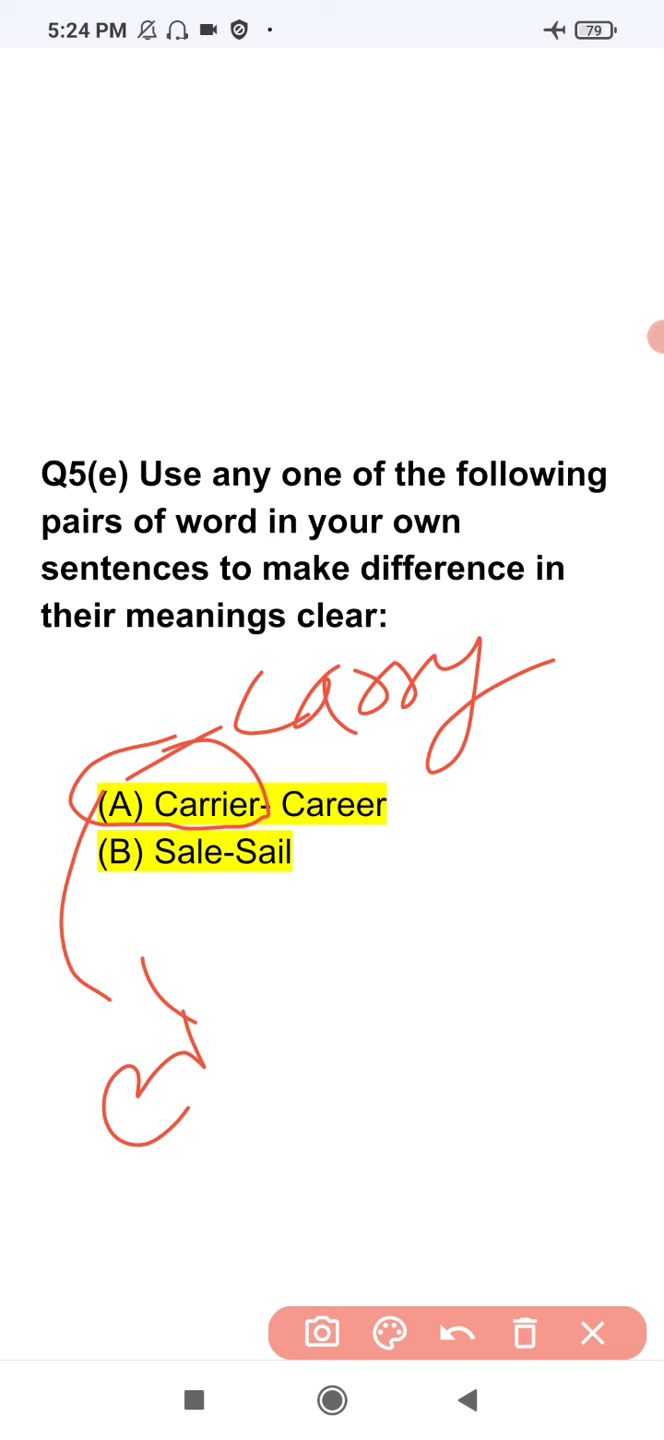 5:24 PM
79
Q5(e) Use any one of the following
pairs of word in your own
sentences to make difference in
their meanings clear:
carry
(A) Carrier- Career
(B) Sale-Sail